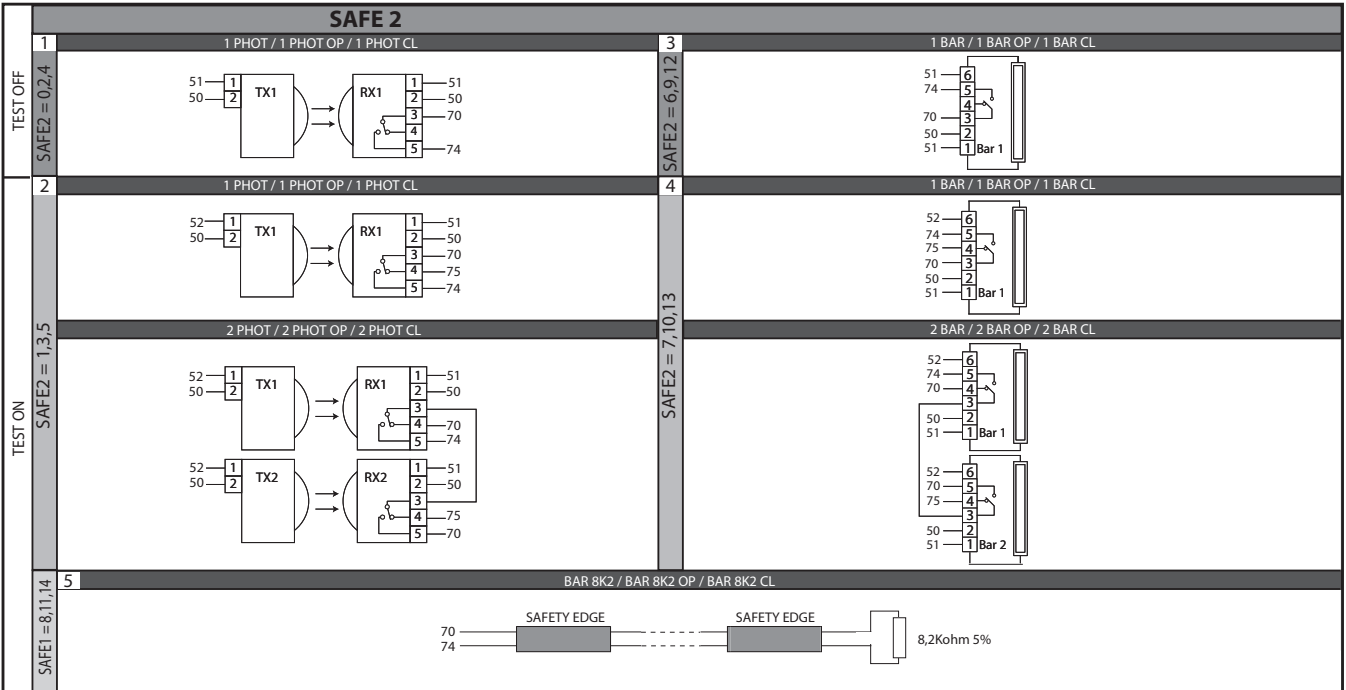 SAFE 2
TEST OFF
SAFE2 = 0,2,4
1
1 PHOT / 1 PHOT OP / 1 PHOT CL
51 1 TX1 RX1 1 51
50 2 2 50
3 70
4
5 74
SAFE2 = 6,9,12
3
1 BAR / 1 BAR OP / 1 BAR CL
51 6
74 5
4
70 3
50 2
51 1 Bar 1
TEST ON
SAFE2 = 1,3,5
2
1 PHOT / 1 PHOT OP / 1 PHOT CL
52 1 TX1 RX1 1 51
50 2 2 50
3 70
4 75
5 74
2 PHOT / 2 PHOT OP / 2 PHOT CL
52 1 TX1 RX1 1 51
50 2 2 50
3
4 70
5 74
52 1 TX2 RX2 1 51
50 2 2 50
3
4 75
5 70
SAFE2 = 7,10,13
4
1 BAR / 1 BAR OP / 1 BAR CL
52 6
74 5
75 4
70 3
50 2
51 1 Bar 1
2 BAR / 2 BAR OP / 2 BAR CL
52 6
74 5
70 4
3
50 2
51 1 Bar 1
52 6
70 5
75 4
3
50 2
51 1 Bar 2
SAFE1 = 8,11,14
5
BAR 8K2 / BAR 8K2 OP / BAR 8K2 CL
SAFETY EDGE SAFETY EDGE
70
74
8,2Kohm 5%